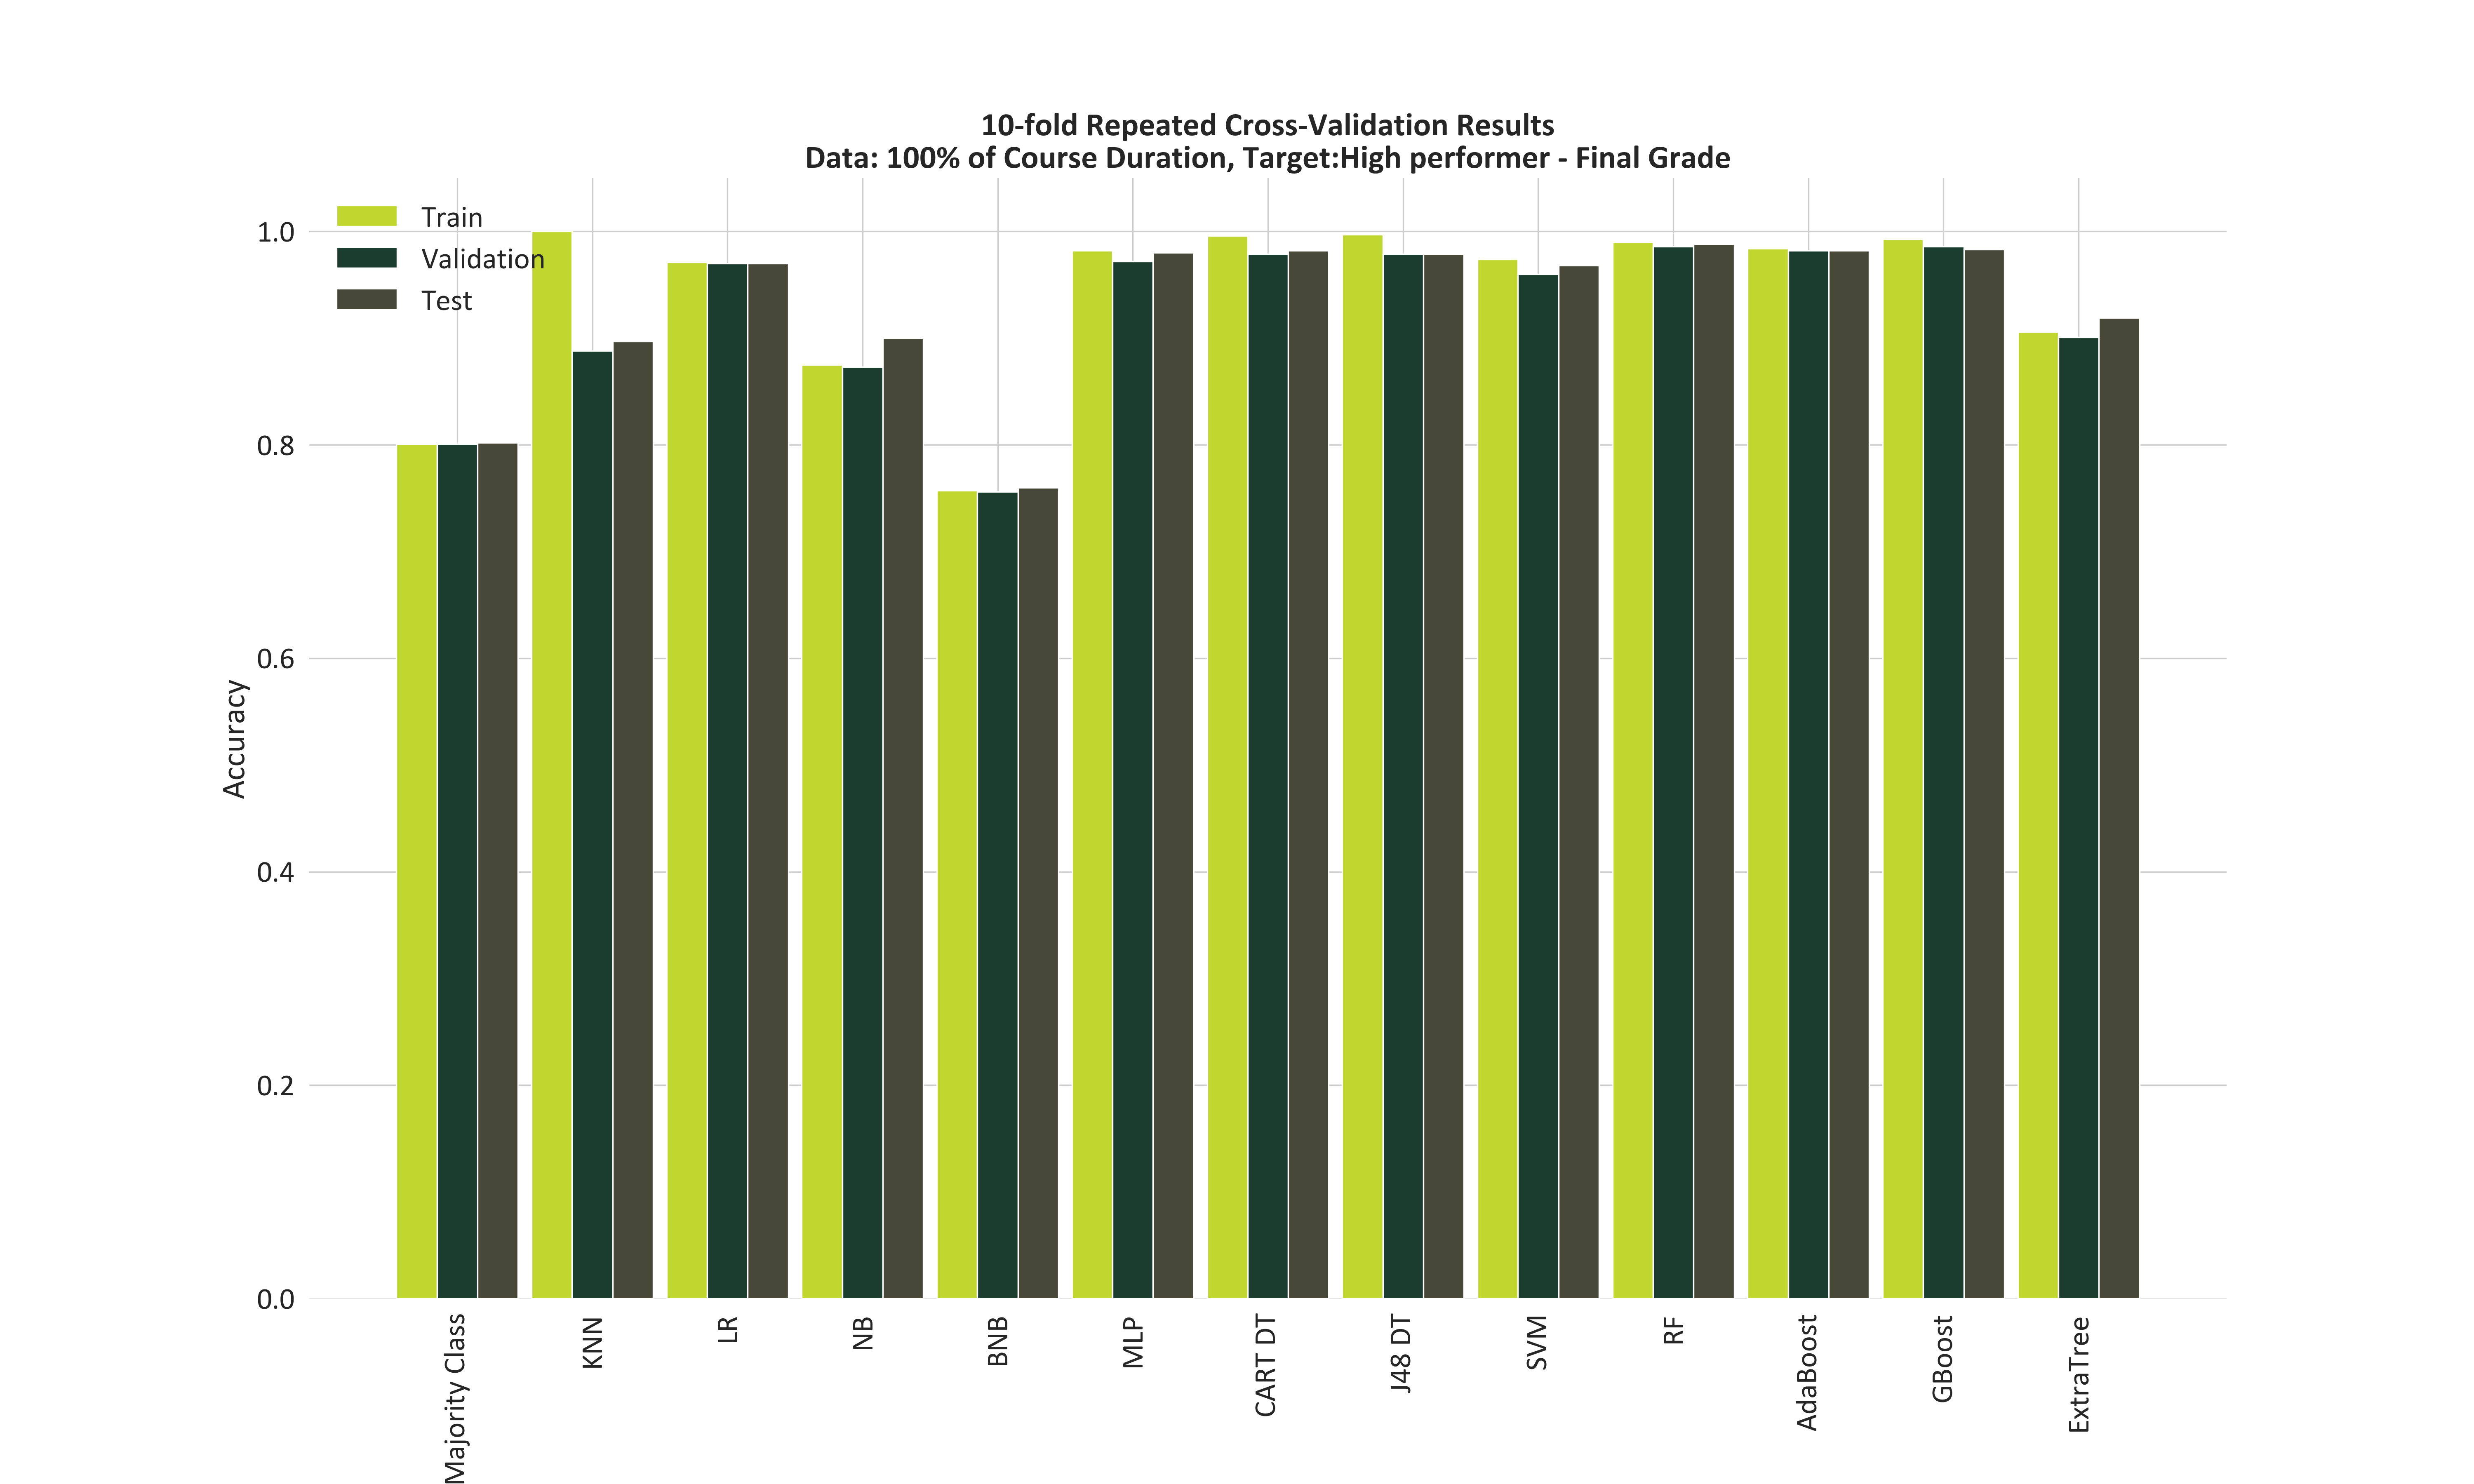 10-fold Repeated Cross-Validation Results
Data: 100% of Course Duration, Target:High performer - Final Grade
Train
Validation
Test
1.0
0.8
0.6
0.4
0.2
0.0
Accuracy
Majority Class
KNN
LR
NB
BNB
MLP
CART DT
J48 DT
SVM
RF
AdaBoost
GBoost
ExtraTree